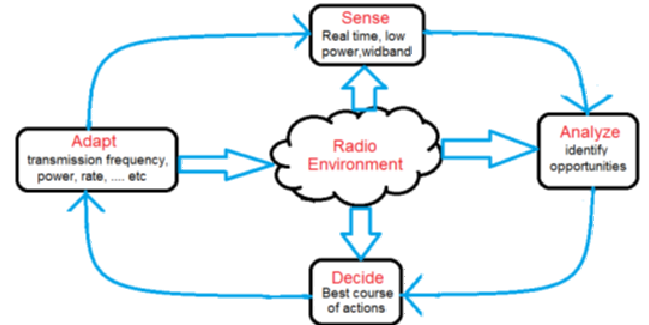 Sense
Real time, low
power,widband
Adapt
transmission frequency,
power, rate, .... etc
Radio
Environment
Analyze
identify
opportunities
Decide
Best course
of actions